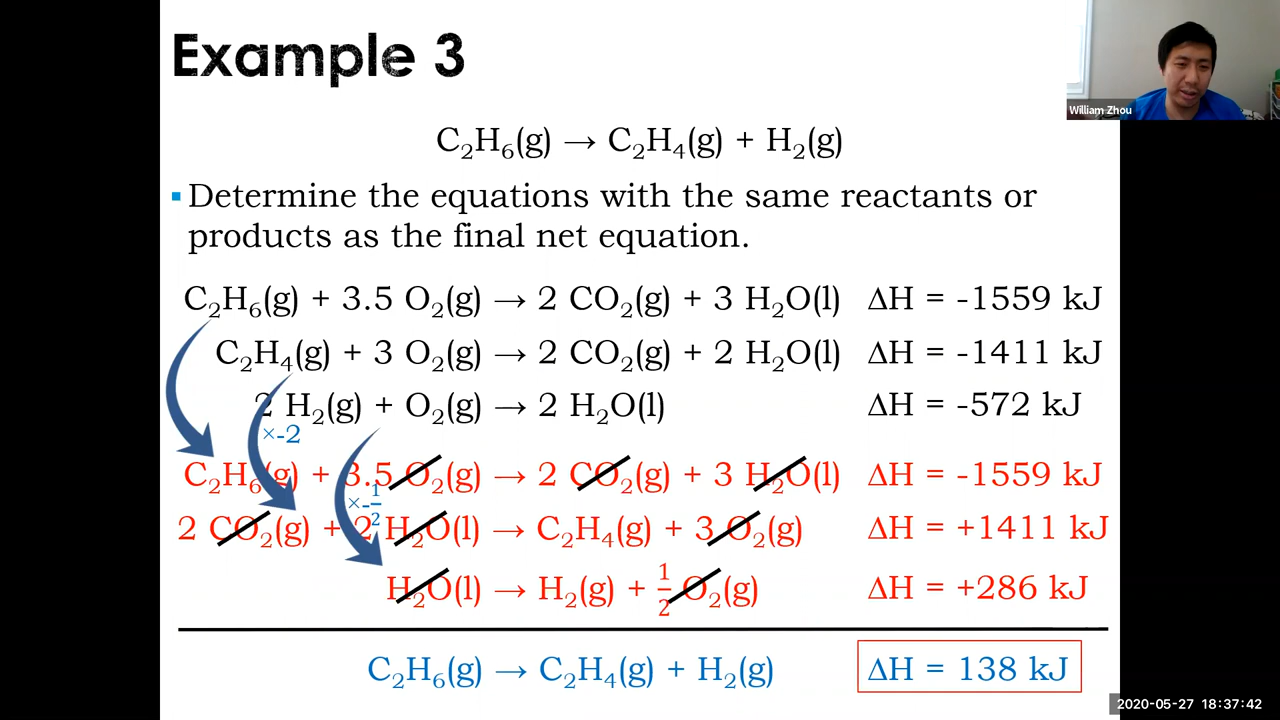 Example 3
William Zhou
C₂H₆(g) → C₂H₄(g) + H₂(g)
▪ Determine the equations with the same reactants or
products as the final net equation.
C₂H₆(g) + 3.5 O₂(g) → 2 CO₂(g) + 3 H₂O(l) ΔH = -1559 kJ
C₂H₄(g) + 3 O₂(g) → 2 CO₂(g) + 2 H₂O(l) ΔH = -1411 kJ
2 H₂(g) + O₂(g) → 2 H₂O(l) ΔH = -572 kJ
×-2
C₂H₆(g) + 3.5 O₂(g) → 2 CO₂(g) + 3 H₂O(l) ΔH = -1559 kJ
×-1/2
2 CO₂(g) + 2 H₂O(l) → C₂H₄(g) + 3 O₂(g) ΔH = +1411 kJ
H₂O(l) → H₂(g) + 1/2 O₂(g) ΔH = +286 kJ
C₂H₆(g) → C₂H₄(g) + H₂(g) ΔH = 138 kJ
2020-05-27 18:37:42